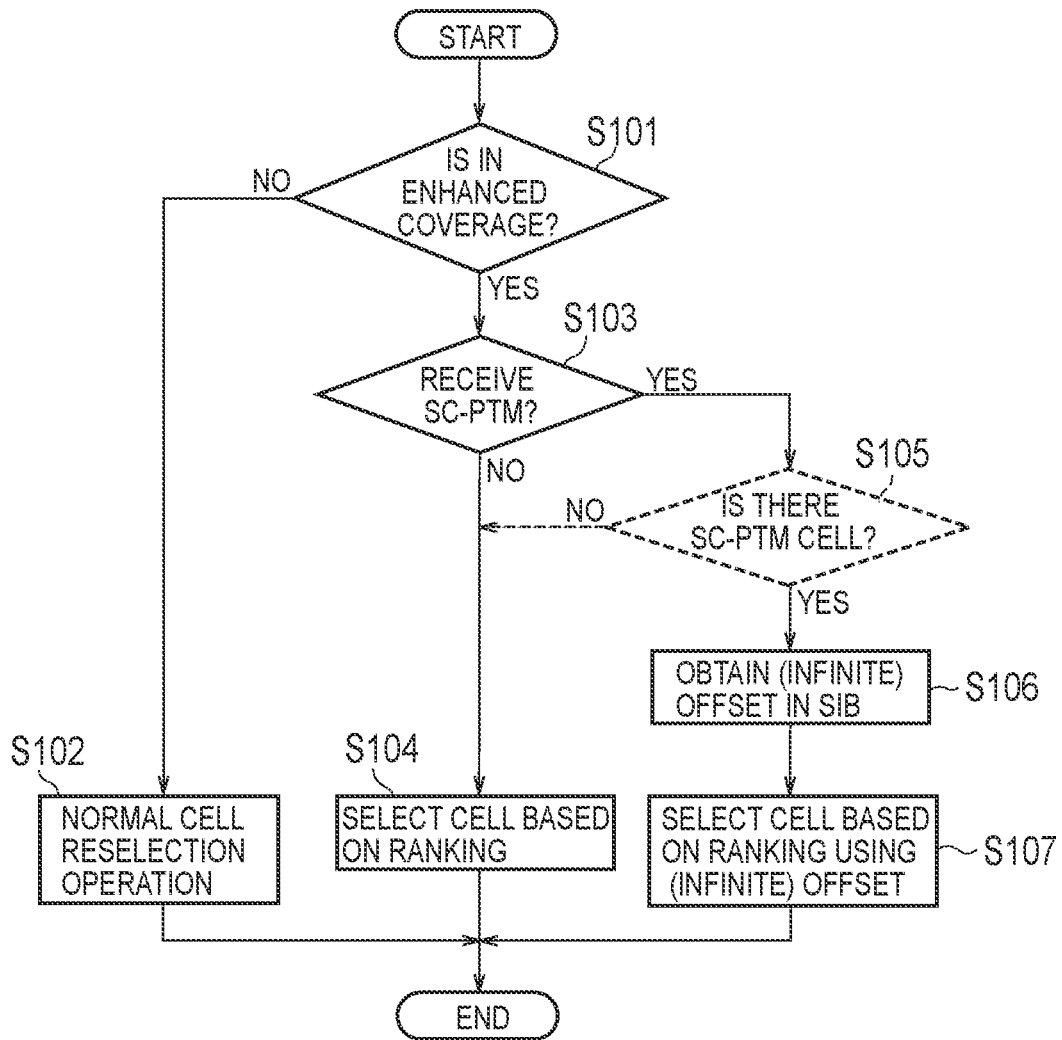 START
S101
IS IN
ENHANCED
COVERAGE?
NO
YES
S103
RECEIVE
SC-PTM?
YES
NO
S105
IS THERE
SC-PTM CELL?
NO
YES
OBTAIN (INFINITE)
OFFSET IN SIB
S106
S102
NORMAL CELL
RESELECTION
OPERATION
S104
SELECT CELL BASED
ON RANKING
SELECT CELL BASED
ON RANKING USING
(INFINITE) OFFSET
S107
END